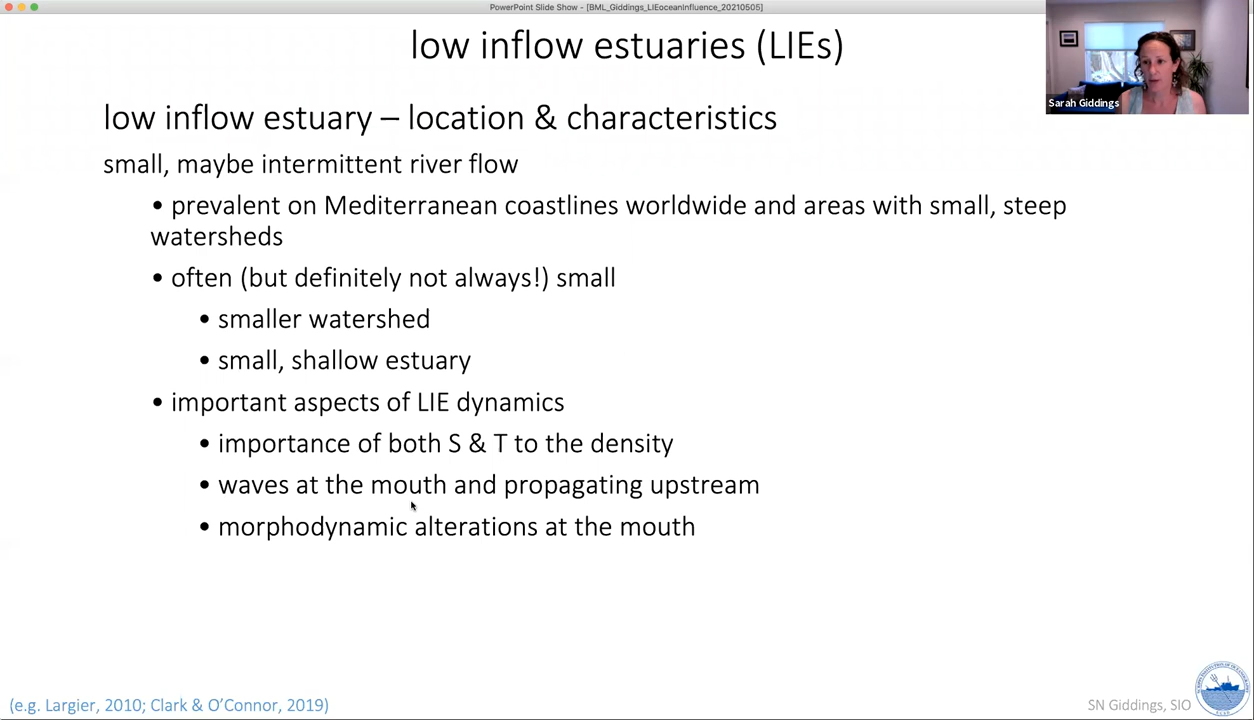 PowerPoint Slide Show - [BML_Giddings_LIEoceanInfluence_20210505]
low inflow estuaries (LIEs)
Sarah Giddings
low inflow estuary – location & characteristics
small, maybe intermittent river flow
• prevalent on Mediterranean coastlines worldwide and areas with small, steep
watersheds
• often (but definitely not always!) small
• smaller watershed
• small, shallow estuary
• important aspects of LIE dynamics
• importance of both S & T to the density
• waves at the mouth and propagating upstream
• morphodynamic alterations at the mouth
(e.g. Largier, 2010; Clark & O'Connor, 2019)
SN Giddings, SIO